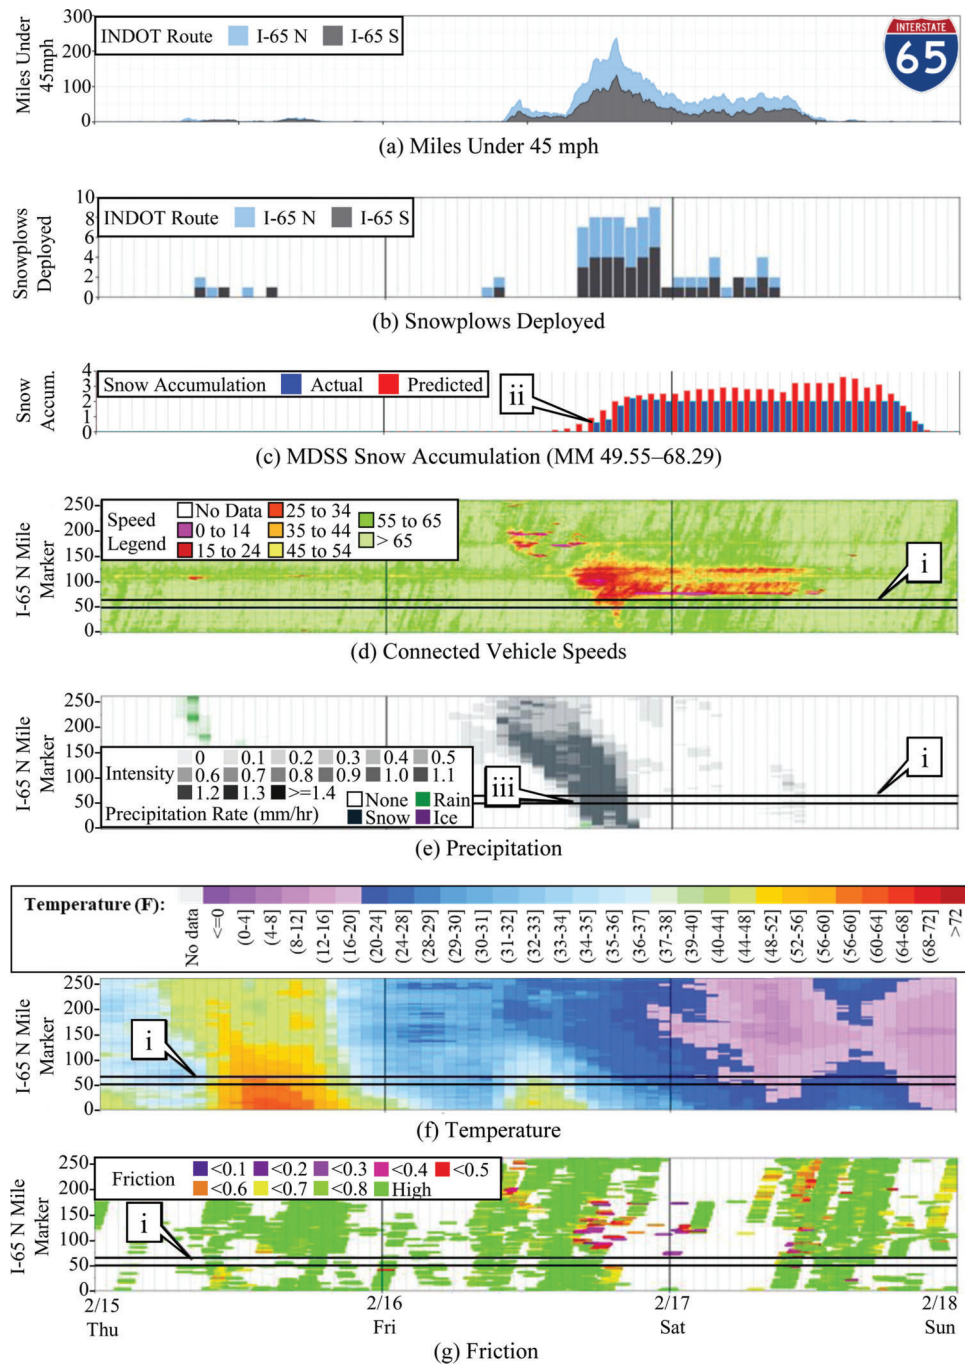 300
200
100
0
Miles Under
45mph
INDOT Route I-65 N I-65 S
INTERSTATE
65
(a) Miles Under 45 mph
10
8
6
4
2
0
Snowplows
Deployed
INDOT Route I-65 N I-65 S
(b) Snowplows Deployed
4
3
2
1
0
Snow
Accum.
Snow Accumulation Actual Predicted
ii
(c) MDSS Snow Accumulation (MM 49.55–68.29)
250
200
150
100
50
0
I-65 N Mile
Marker
Speed
Legend
No Data 25 to 34
0 to 14 35 to 44 55 to 65
15 to 24 45 to 54 > 65
i
(d) Connected Vehicle Speeds
250
200
150
100
50
0
I-65 N Mile
Marker
Intensity
0 0.1 0.2 0.3 0.4 0.5
0.6 0.7 0.8 0.9 1.0 1.1
1.2 1.3 >=1.4
None Rain
Precipitation Rate (mm/hr) Snow Ice
iii
i
(e) Precipitation
Temperature (F):
No data
<=0
(0-4]
(4-8]
(8-12]
(12-16]
(16-20]
(20-24]
(24-28]
(28-29]
(29-30]
(30-31]
(31-32]
(32-33]
(33-34]
(34-35]
(35-36]
(36-37]
(37-38]
(39-40]
(40-44]
(44-48]
(48-52]
(52-56]
(56-60]
(56-60]
(60-64]
(64-68]
(68-72]
>72
250
200
150
100
50
0
I-65 N Mile
Marker
i
(f) Temperature
250
200
150
100
50
0
I-65 N Mile
Marker
Friction
<0.1 <0.2 <0.3 <0.4 <0.5
<0.6 <0.7 <0.8 High
i
2/15 2/16 2/17 2/18
Thu Fri Sat Sun
(g) Friction